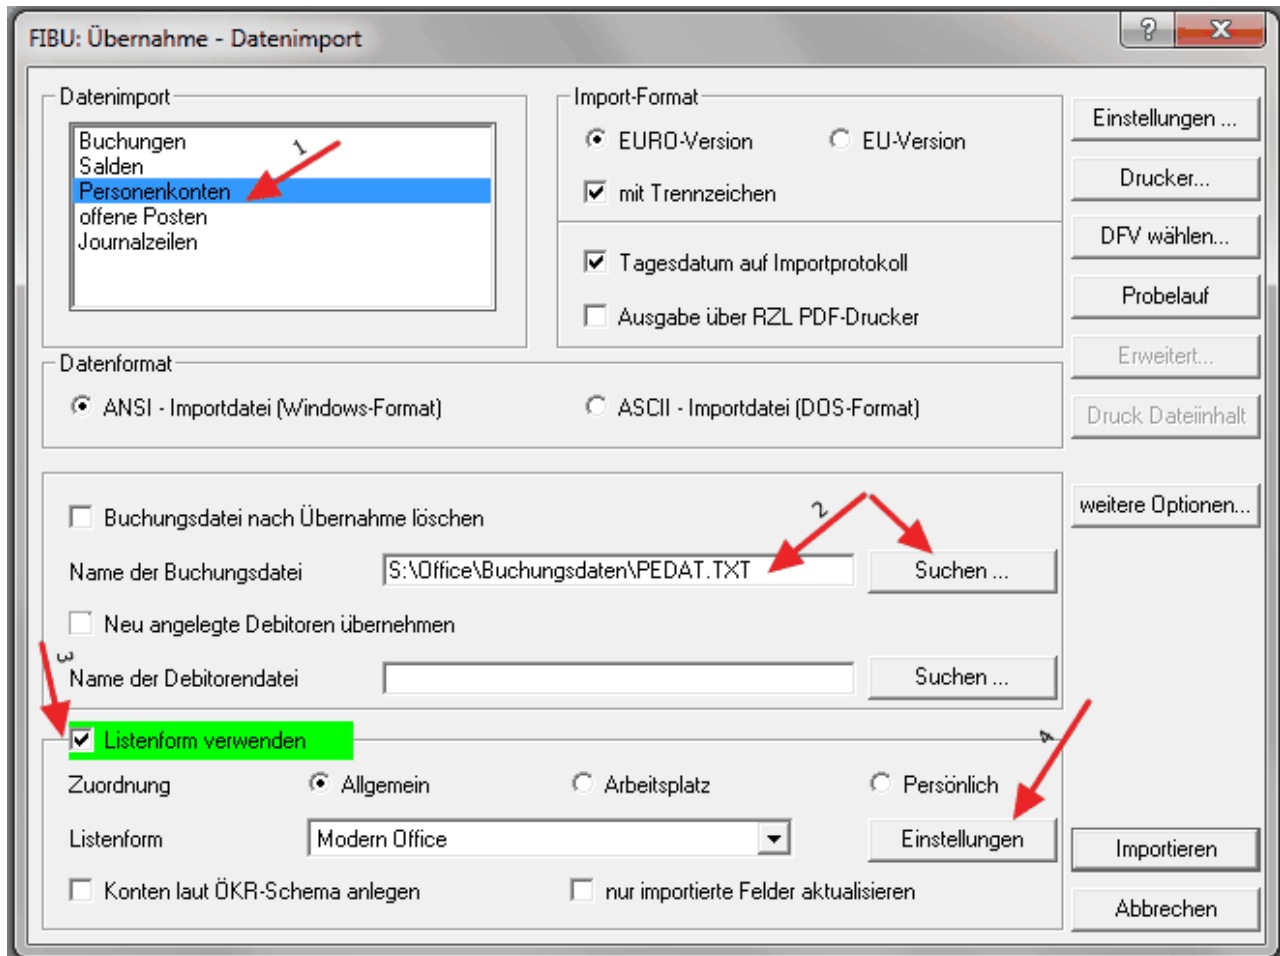 FIBU: Übernahme - Datenimport
Datenimport
Buchungen
Salden
Personenkonten
offene Posten
Journalzeilen
1
Import-Format
EURO-Version
EU-Version
mit Trennzeichen
Tagesdatum auf Importprotokoll
Ausgabe über RZL PDF-Drucker
Einstellungen ...
Drucker...
DFV wählen...
Probelauf
Erweitert...
Druck Dateiinhalt
weitere Optionen...
Datenformat
ANSI - Importdatei (Windows-Format)
ASCII - Importdatei (DOS-Format)
Buchungsdatei nach Übernahme löschen
2
Name der Buchungsdatei
S:\Office\Buchungsdaten\PEDAT.TXT
Suchen ...
Neu angelegte Debitoren übernehmen
3
Name der Debitorendatei
Suchen ...
Listenform verwenden
4
Zuordnung
Allgemein
Arbeitsplatz
Persönlich
Listenform
Modern Office
Einstellungen
Konten laut ÖKR-Schema anlegen
nur importierte Felder aktualisieren
Importieren
Abbrechen